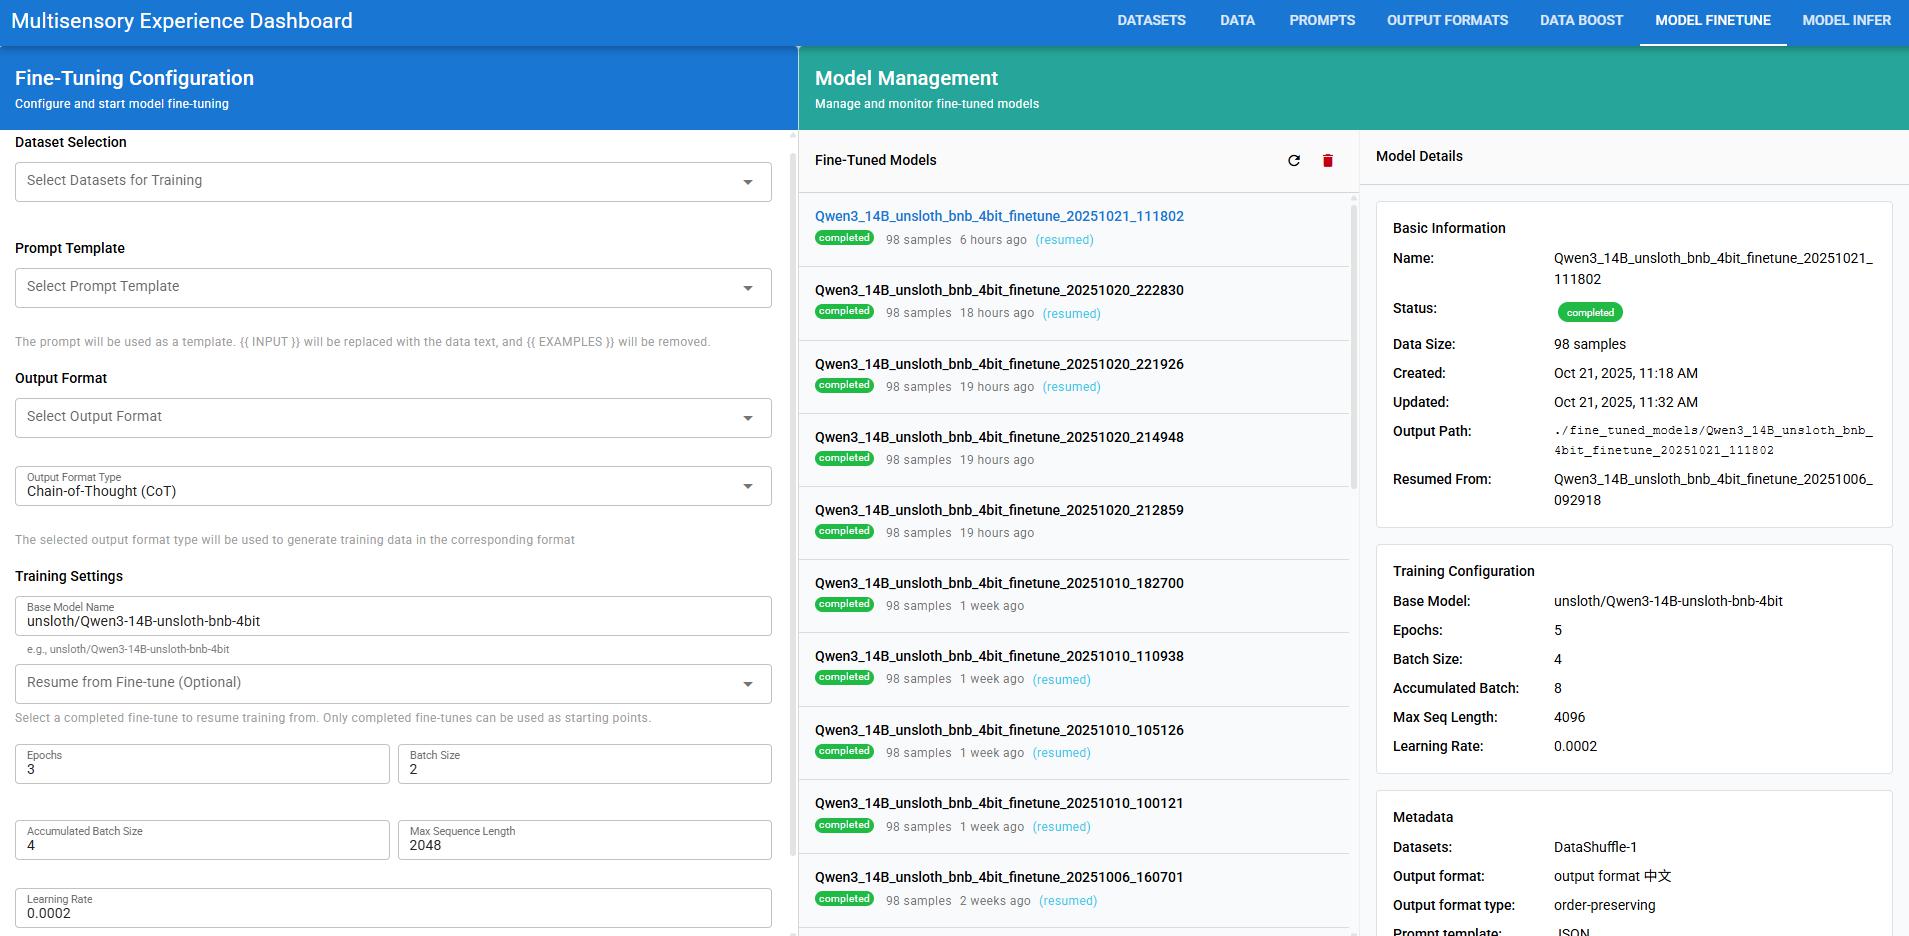 Multisensory Experience Dashboard
DATASETS DATA PROMPTS OUTPUT FORMATS DATA BOOST MODEL FINETUNE MODEL INFER
Fine-Tuning Configuration
Configure and start model fine-tuning
Dataset Selection
Select Datasets for Training
Prompt Template
Select Prompt Template
The prompt will be used as a template. {{ INPUT }} will be replaced with the data text, and {{ EXAMPLES }} will be removed.
Output Format
Select Output Format
Output Format Type
Chain-of-Thought (CoT)
The selected output format type will be used to generate training data in the corresponding format
Training Settings
Base Model Name
unsloth/Qwen3-14B-unsloth-bnb-4bit
e.g., unsloth/Qwen3-14B-unsloth-bnb-4bit
Resume from Fine-tune (Optional)
Select a completed fine-tune to resume training from. Only completed fine-tunes can be used as starting points.
Epochs
3
Batch Size
2
Accumulated Batch Size
4
Max Sequence Length
2048
Learning Rate
0.0002
Model Management
Manage and monitor fine-tuned models
Fine-Tuned Models
Qwen3_14B_unsloth_bnb_4bit_finetune_20251021_111802
completed 98 samples 6 hours ago (resumed)
Qwen3_14B_unsloth_bnb_4bit_finetune_20251020_222830
completed 98 samples 18 hours ago (resumed)
Qwen3_14B_unsloth_bnb_4bit_finetune_20251020_221926
completed 98 samples 19 hours ago (resumed)
Qwen3_14B_unsloth_bnb_4bit_finetune_20251020_214948
completed 98 samples 19 hours ago
Qwen3_14B_unsloth_bnb_4bit_finetune_20251020_212859
completed 98 samples 19 hours ago
Qwen3_14B_unsloth_bnb_4bit_finetune_20251010_182700
completed 98 samples 1 week ago
Qwen3_14B_unsloth_bnb_4bit_finetune_20251010_110938
completed 98 samples 1 week ago (resumed)
Qwen3_14B_unsloth_bnb_4bit_finetune_20251010_105126
completed 98 samples 1 week ago (resumed)
Qwen3_14B_unsloth_bnb_4bit_finetune_20251010_100121
completed 98 samples 1 week ago (resumed)
Qwen3_14B_unsloth_bnb_4bit_finetune_20251006_160701
completed 98 samples 2 weeks ago (resumed)
Model Details
Basic Information
Name: Qwen3_14B_unsloth_bnb_4bit_finetune_20251021_
111802
Status: completed
Data Size: 98 samples
Created: Oct 21, 2025, 11:18 AM
Updated: Oct 21, 2025, 11:32 AM
Output Path: ./fine_tuned_models/Qwen3_14B_unsloth_bnb_
4bit_finetune_20251021_111802
Resumed From: Qwen3_14B_unsloth_bnb_4bit_finetune_20251006_
092918
Training Configuration
Base Model: unsloth/Qwen3-14B-unsloth-bnb-4bit
Epochs: 5
Batch Size: 4
Accumulated Batch: 8
Max Seq Length: 4096
Learning Rate: 0.0002
Metadata
Datasets: DataShuffle-1
Output format: output format 中文
Output format type: order-preserving
Prompt template: JSON